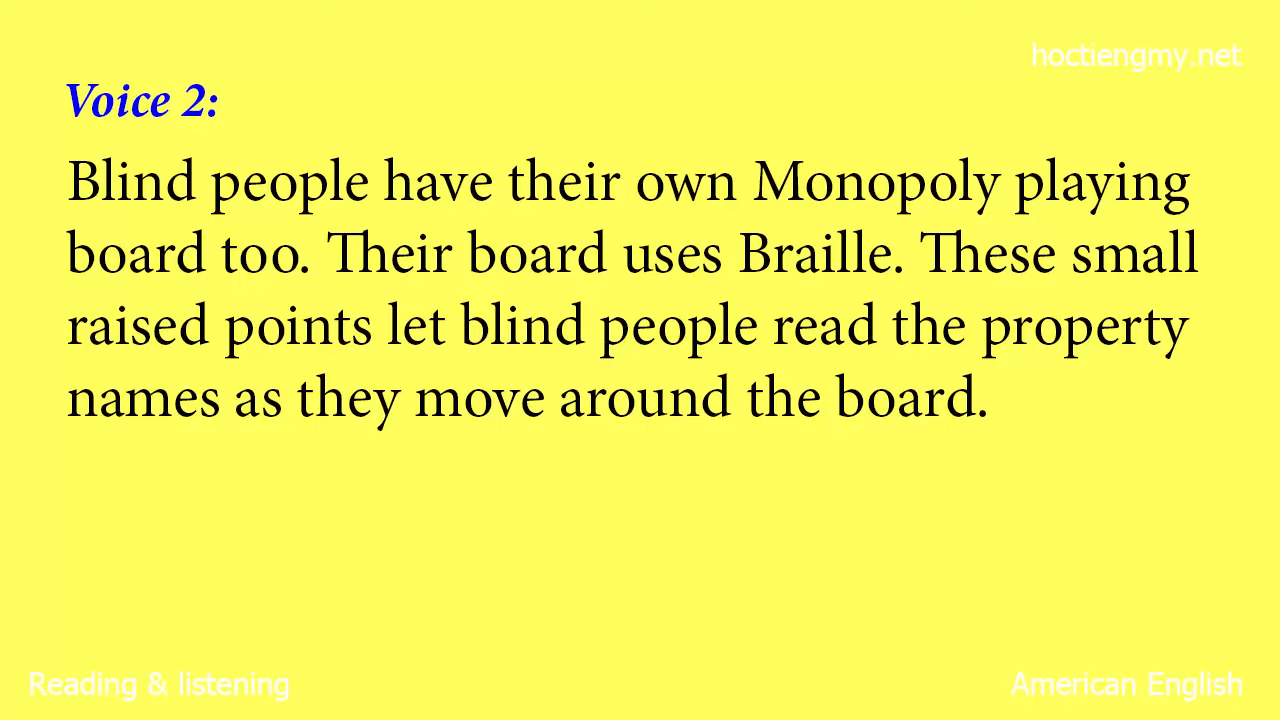 hoctiengmy.net
Voice 2:
Blind people have their own Monopoly playing
board too. Their board uses Braille. These small
raised points let blind people read the property
names as they move around the board.
Reading & listening
American English